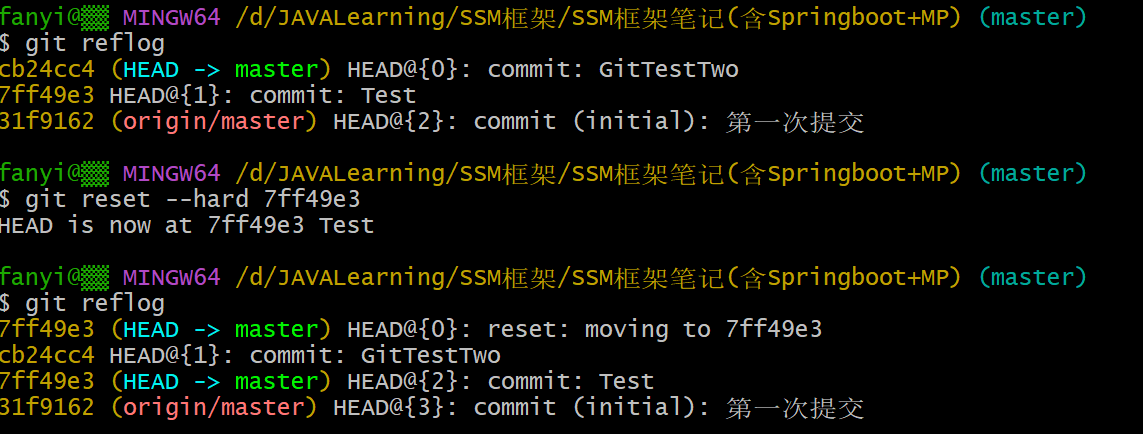 fanyi@▒▒ MINGW64 /d/JAVALearning/SSM框架/SSM框架笔记(含Springboot+MP) (master)
$ git reflog
cb24cc4 (HEAD -> master) HEAD@{0}: commit: GitTestTwo
7ff49e3 HEAD@{1}: commit: Test
31f9162 (origin/master) HEAD@{2}: commit (initial): 第一次提交
fanyi@▒▒ MINGW64 /d/JAVALearning/SSM框架/SSM框架笔记(含Springboot+MP) (master)
$ git reset --hard 7ff49e3
HEAD is now at 7ff49e3 Test
fanyi@▒▒ MINGW64 /d/JAVALearning/SSM框架/SSM框架笔记(含Springboot+MP) (master)
$ git reflog
7ff49e3 (HEAD -> master) HEAD@{0}: reset: moving to 7ff49e3
cb24cc4 HEAD@{1}: commit: GitTestTwo
7ff49e3 (HEAD -> master) HEAD@{2}: commit: Test
31f9162 (origin/master) HEAD@{3}: commit (initial): 第一次提交